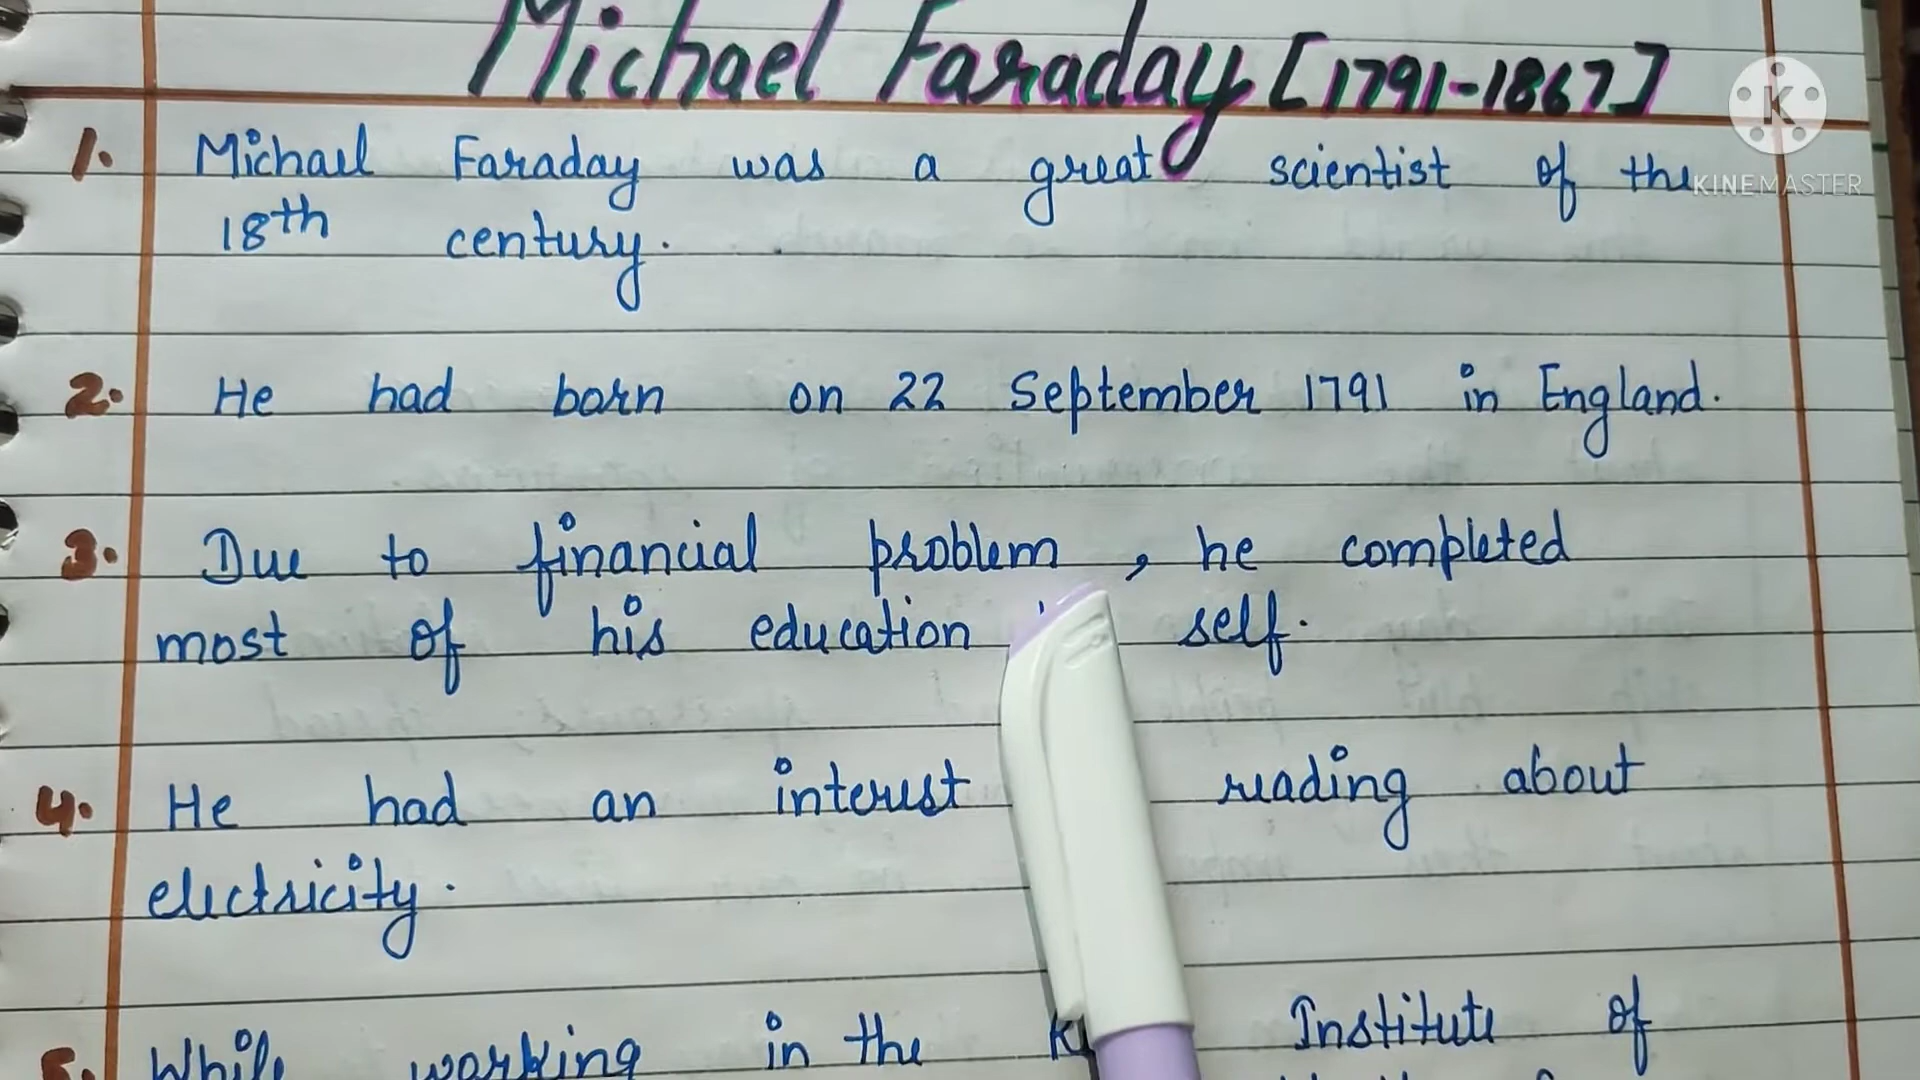 Michael Faraday [1791-1867]
KINEMASTER
1. Michael Faraday was a great scientist of the
18th century.
2. He had born on 22 September 1791 in England.
3. Due to financial problem, he completed
most of his education self.
4. He had an interest reading about
electricity.
5. While working in the Institute of